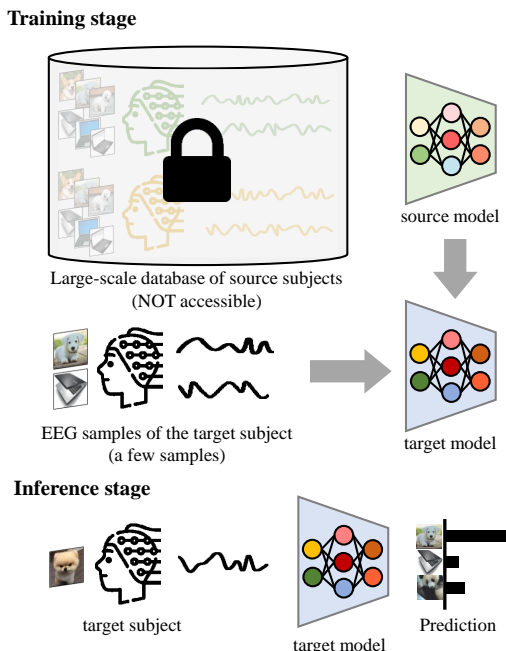 Training stage
source model
Large-scale database of source subjects
(NOT accessible)
EEG samples of the target subject
(a few samples)
target model
Inference stage
target subject
target model
Prediction